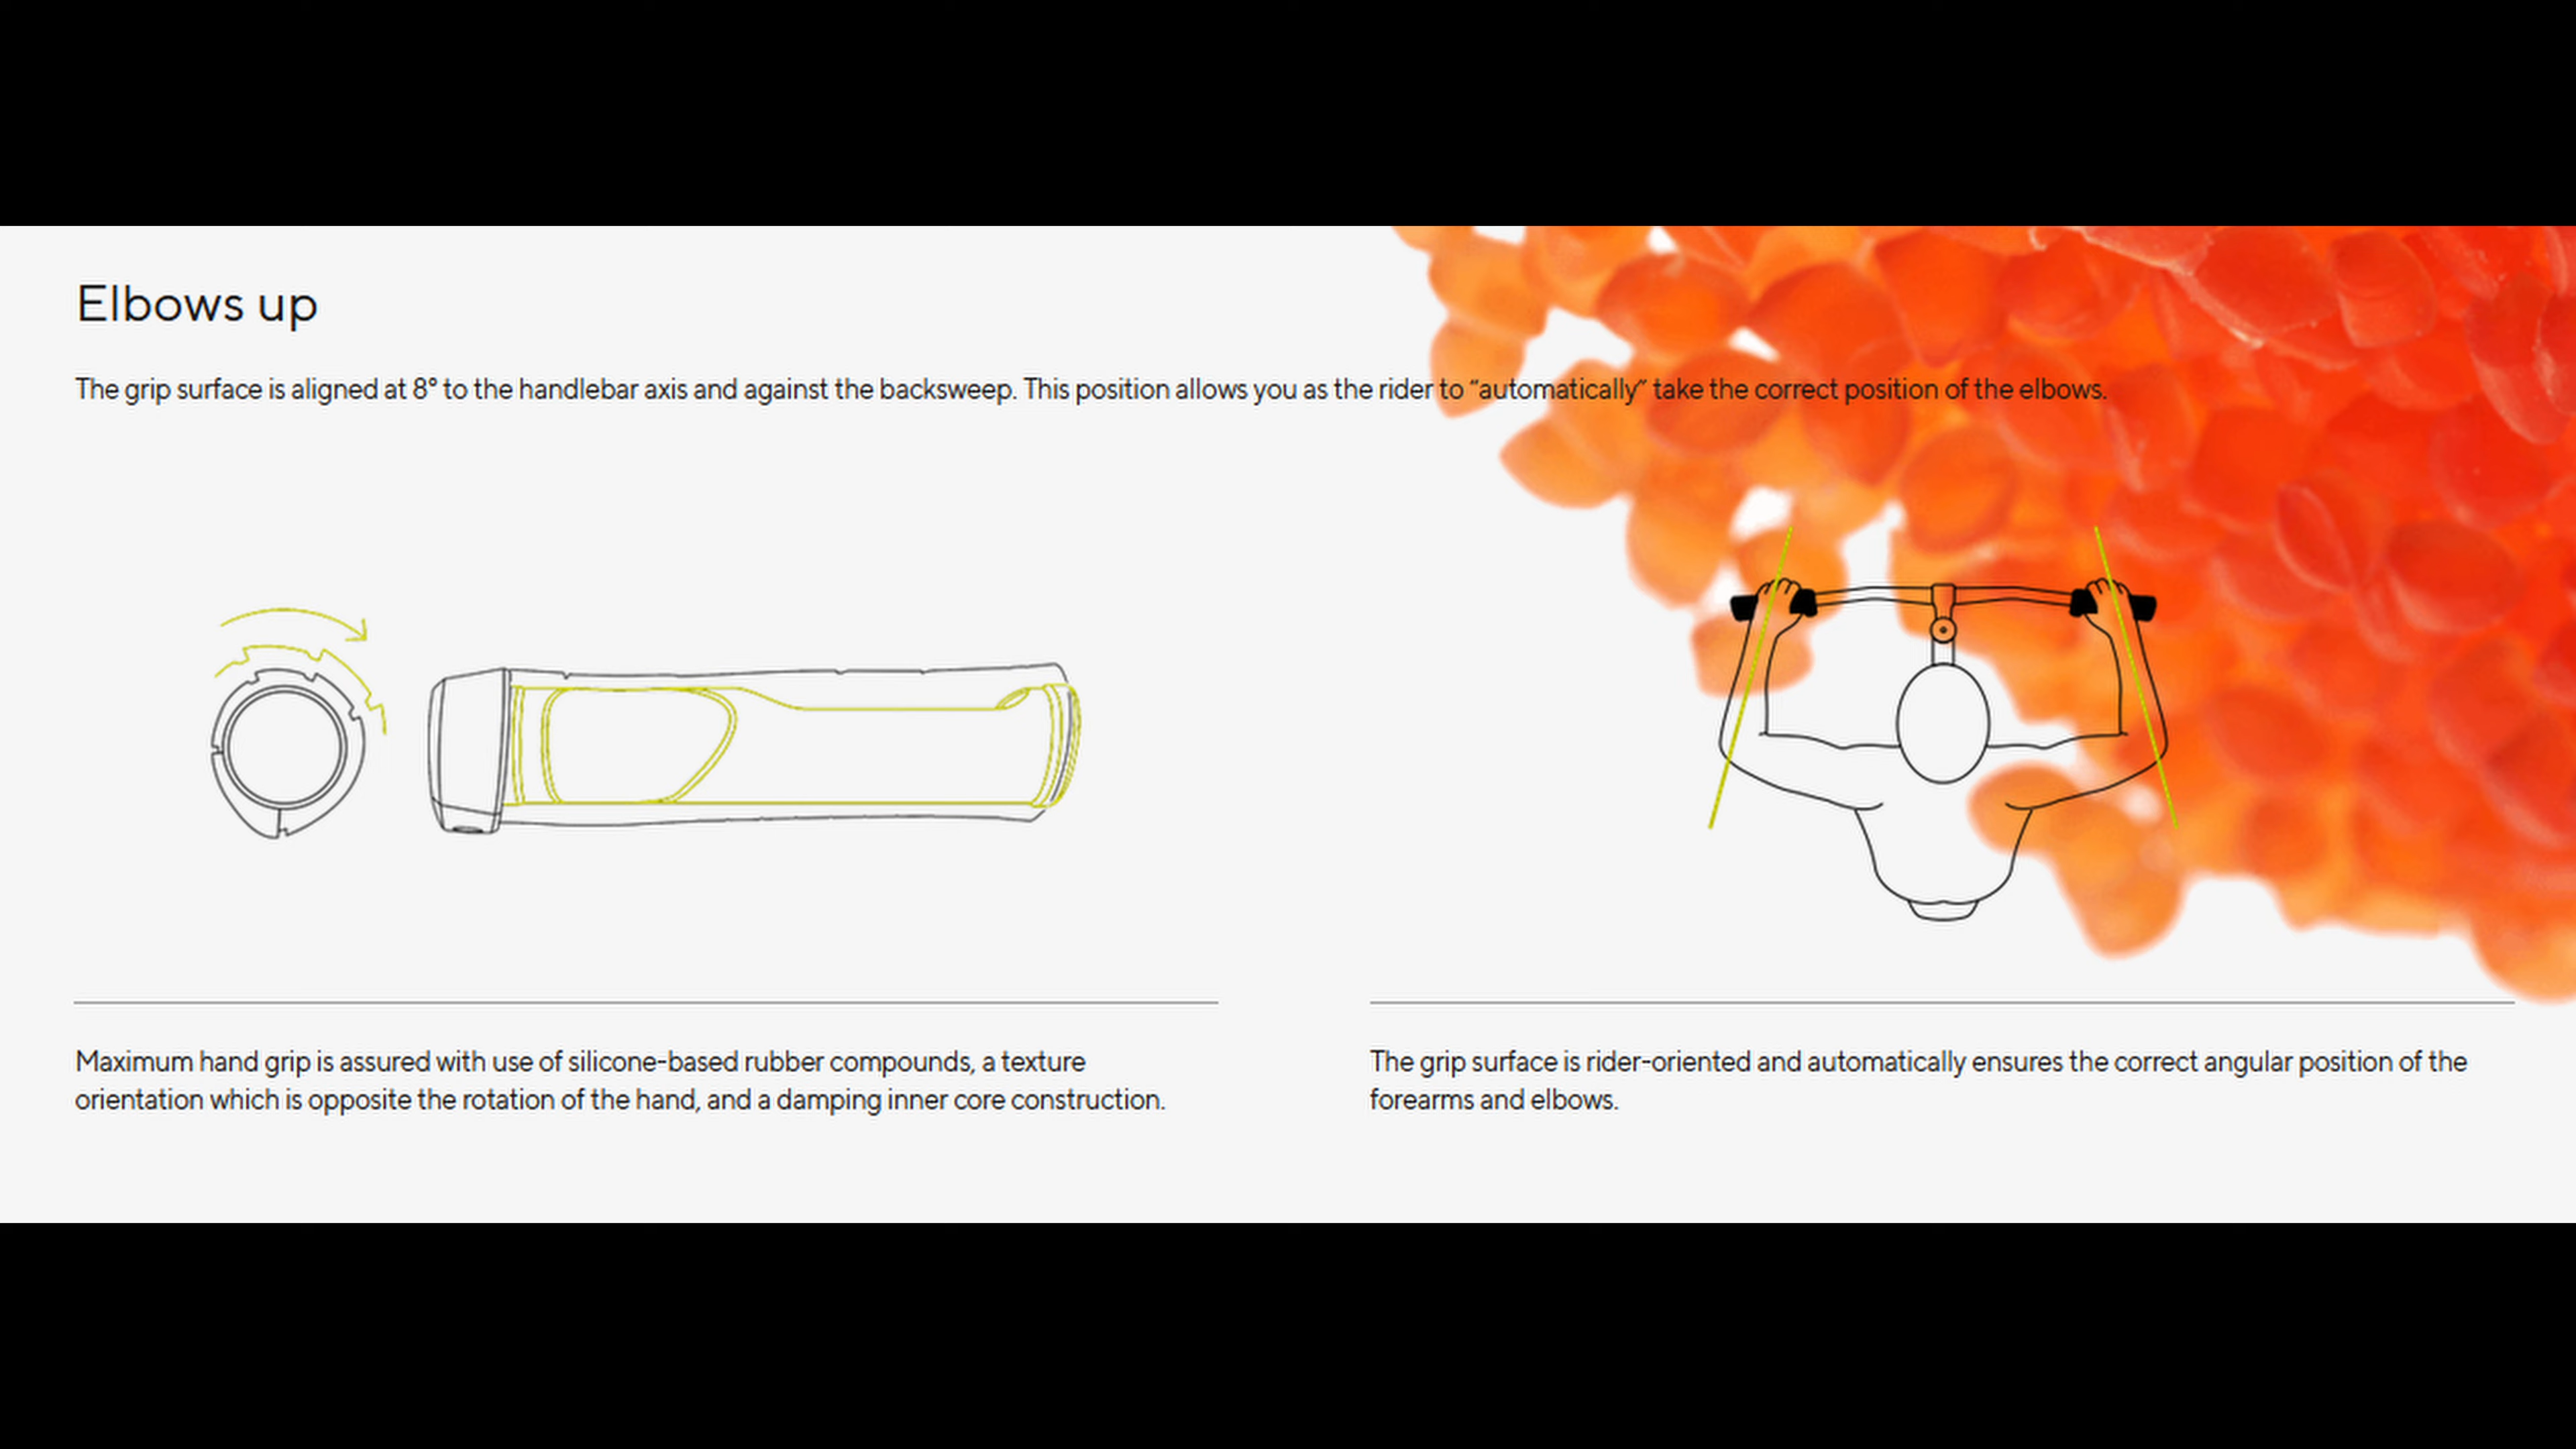 Elbows up
The grip surface is aligned at 8° to the handlebar axis and against the backsweep. This position allows you as the rider to “automatically” take the correct position of the elbows.
Maximum hand grip is assured with use of silicone-based rubber compounds, a texture
orientation which is opposite the rotation of the hand, and a damping inner core construction.
The grip surface is rider-oriented and automatically ensures the correct angular position of the
forearms and elbows.